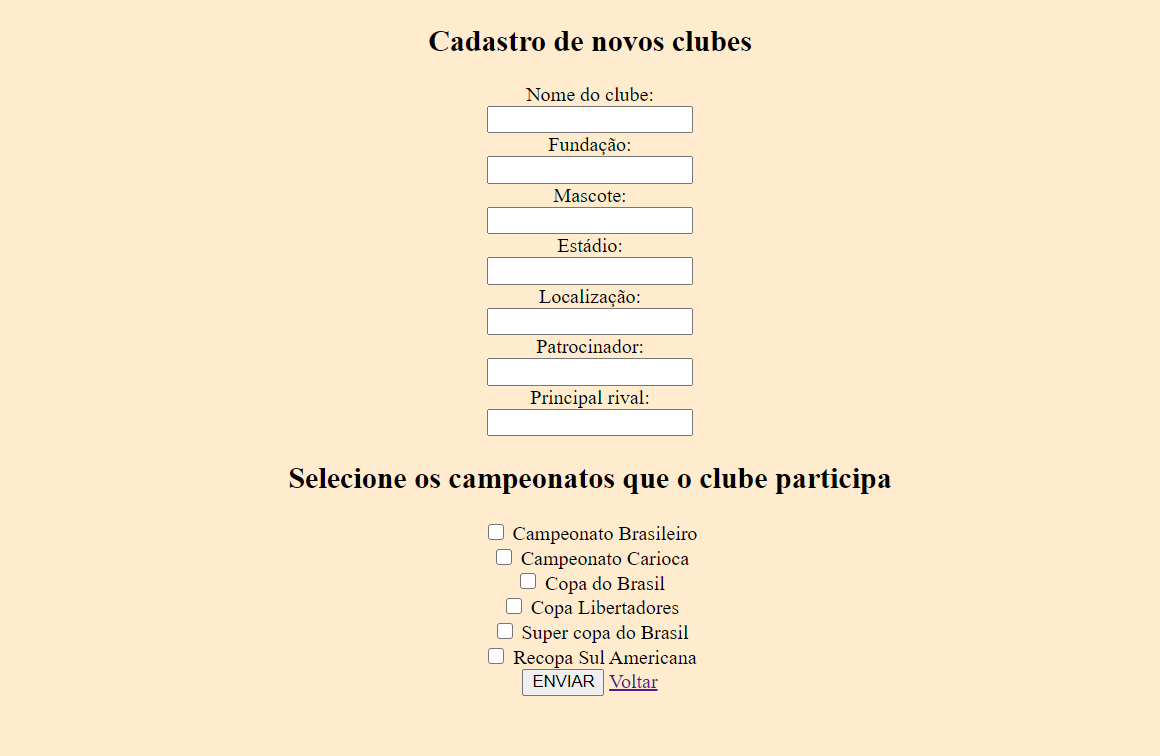 Cadastro de novos clubes
Nome do clube:
Fundação:
Mascote:
Estádio:
Localização:
Patrocinador:
Principal rival:
Selecione os campeonatos que o clube participa
Campeonato Brasileiro
Campeonato Carioca
Copa do Brasil
Copa Libertadores
Super copa do Brasil
Recopa Sul Americana
ENVIAR Voltar